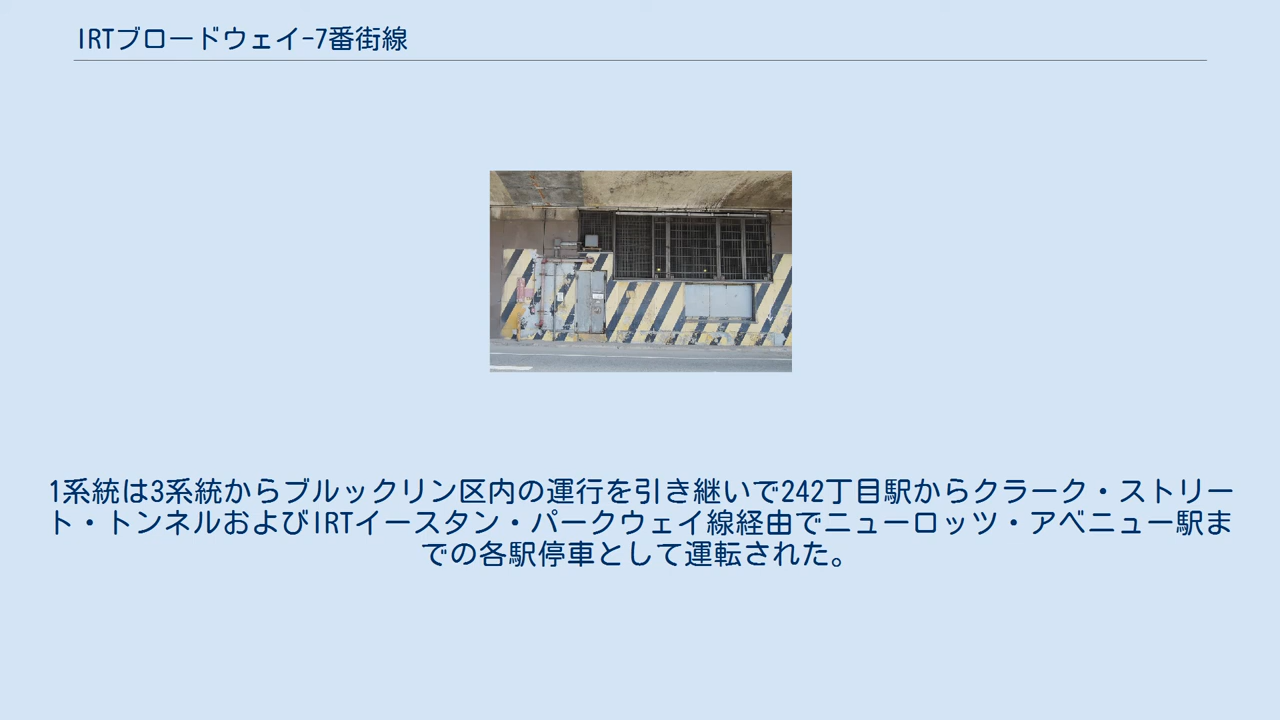 IRTブロードウェイ-7番街線
1系統は3系統からブルックリン区内の運行を引き継いで242丁目駅からクラーク・ストリー
ト・トンネルおよびIRTイースタン・パークウェイ線経由でニューロッツ・アベニュー駅ま
での各駅停車として運転された。